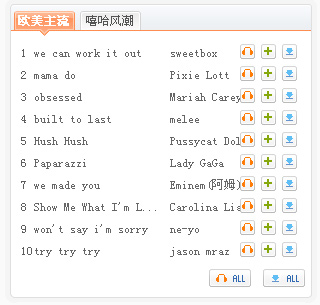 欧美主流 嘻哈风潮
1 we can work it out sweetbox
2 mama do Pixie Lott
3 obsessed Mariah Carey
4 built to last melee
5 Hush Hush Pussycat Dol
6 Paparazzi Lady GaGa
7 we made you Eminem(阿姆)
8 Show Me What I'm L... Carolina Lia
9 won't say i'm sorry ne-yo
10 try try try jason mraz
ALL ALL